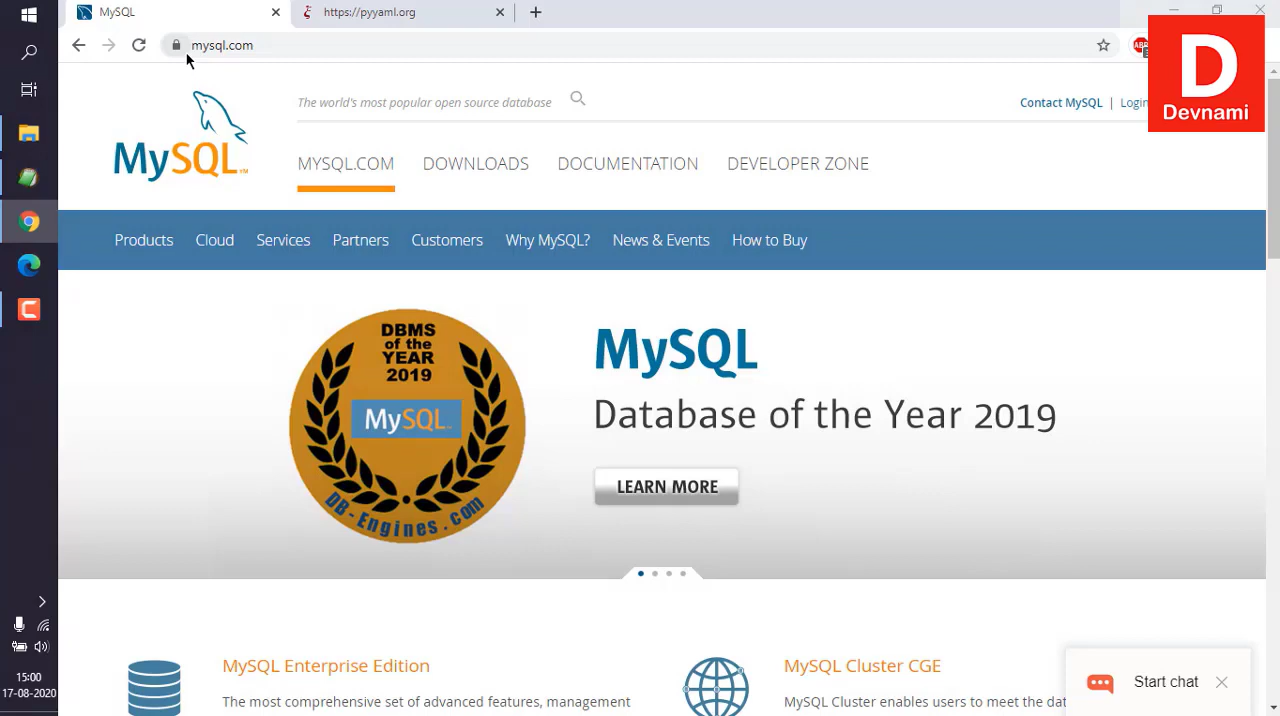 MySQL
https://pyyaml.org
mysql.com
ABP
D
Devnami
The world's most popular open source database
Contact MySQL | Login
MySQL™
MYSQL.COM
DOWNLOADS
DOCUMENTATION
DEVELOPER ZONE
Products
Cloud
Services
Partners
Customers
Why MySQL?
News & Events
How to Buy
DBMS
of the
YEAR
2019
MySQL™
DB-Engines.com
MySQL
Database of the Year 2019
LEARN MORE
MySQL Enterprise Edition
The most comprehensive set of advanced features, management
MySQL Cluster CGE
MySQL Cluster enables users to meet the dat
Start chat
15:00
17-08-2020